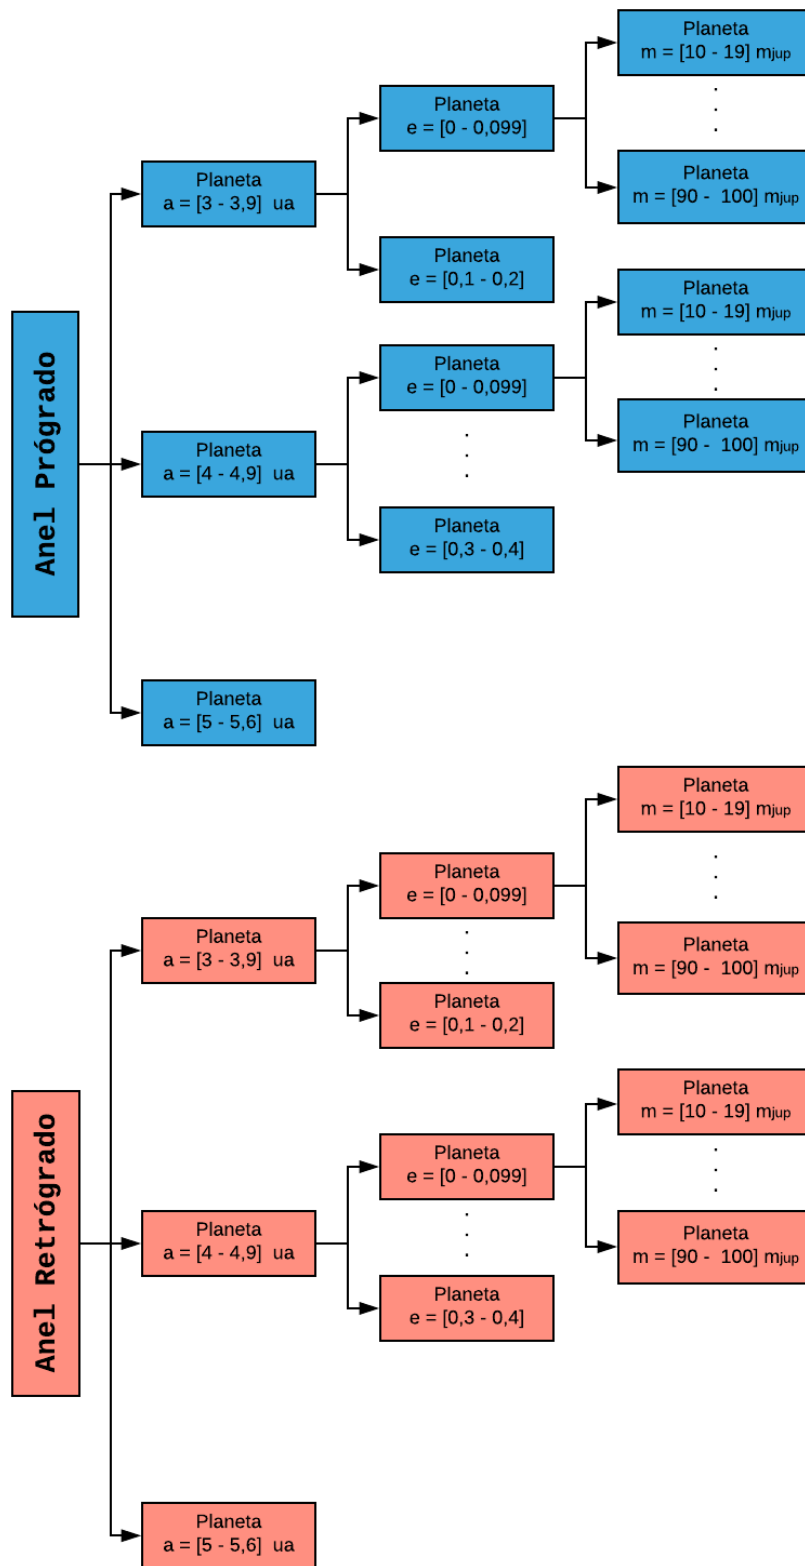 Anel Prógrado
Planeta
a = [3 - 3,9]  ua
Planeta
e = [0 - 0,099]
Planeta
m = [10 - 19] mjup
.
.
.
Planeta
m = [90 -  100] mjup
Planeta
e = [0,1 - 0,2]
Planeta
a = [4 - 4,9]  ua
Planeta
e = [0 - 0,099]
Planeta
m = [10 - 19] mjup
.
.
.
Planeta
m = [90 -  100] mjup
.
.
.
Planeta
e = [0,3 - 0,4]
Planeta
a = [5 - 5,6]  ua
Anel Retrógrado
Planeta
a = [3 - 3,9]  ua
Planeta
e = [0 - 0,099]
Planeta
m = [10 - 19] mjup
.
.
.
Planeta
m = [90 -  100] mjup
.
.
.
Planeta
e = [0,1 - 0,2]
Planeta
a = [4 - 4,9]  ua
Planeta
e = [0 - 0,099]
Planeta
m = [10 - 19] mjup
.
.
.
Planeta
m = [90 -  100] mjup
.
.
.
Planeta
e = [0,3 - 0,4]
Planeta
a = [5 - 5,6]  ua